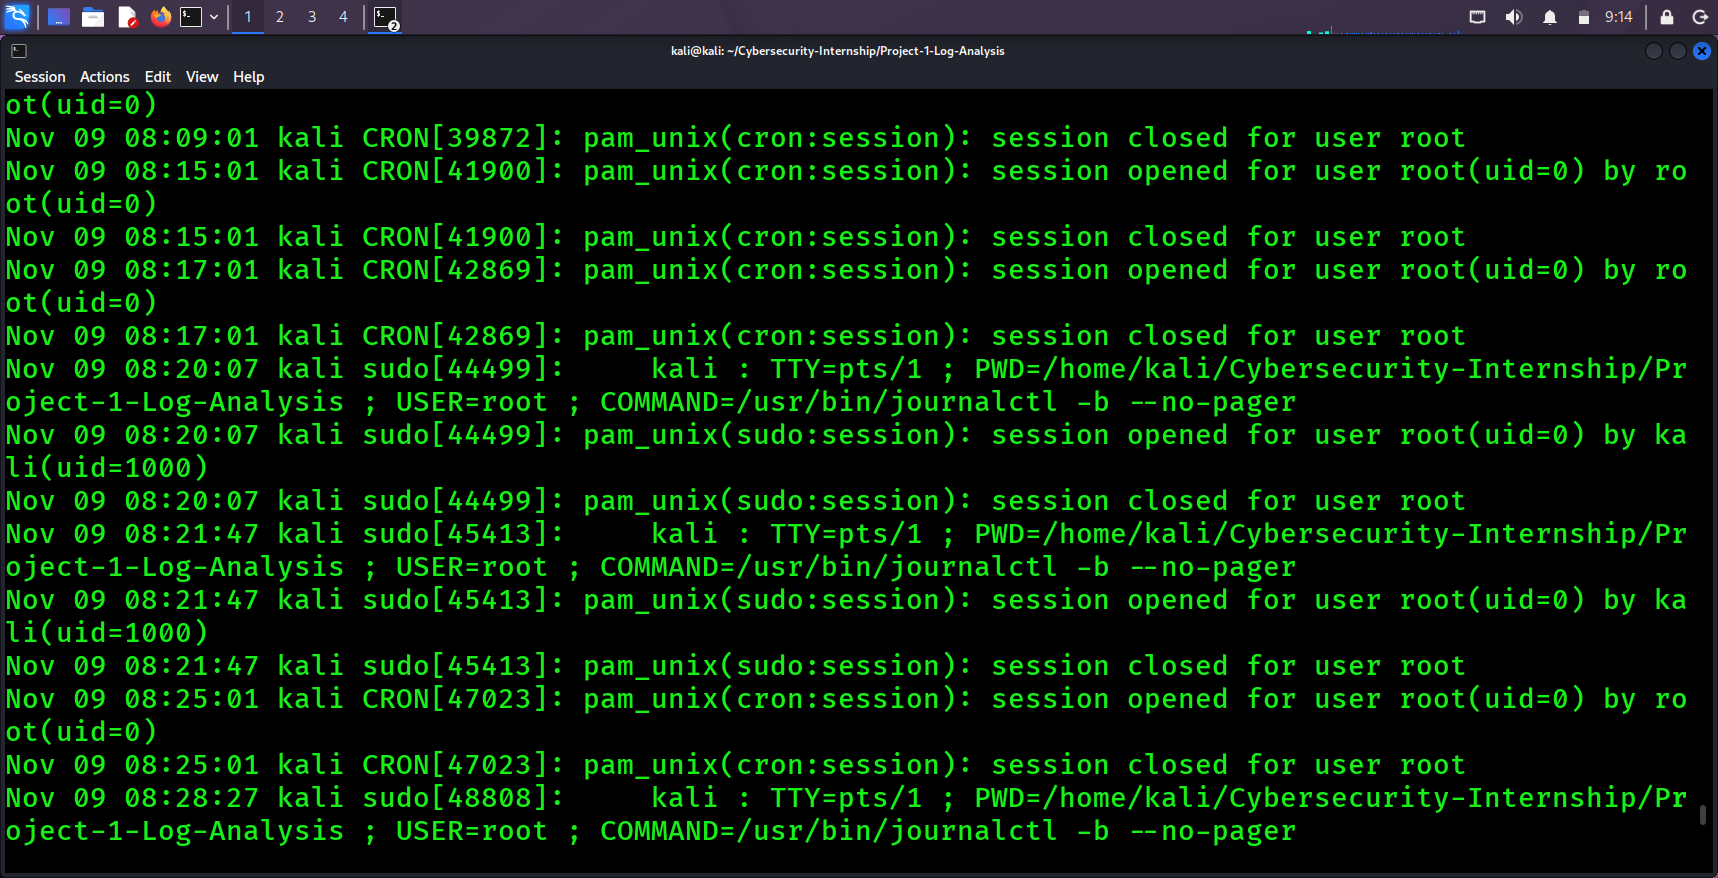 1 2 3 4 2 9:14
kali@kali: ~/Cybersecurity-Internship/Project-1-Log-Analysis
Session Actions Edit View Help
ot(uid=0)
Nov 09 08:09:01 kali CRON[39872]: pam_unix(cron:session): session closed for user root
Nov 09 08:15:01 kali CRON[41900]: pam_unix(cron:session): session opened for user root(uid=0) by ro
ot(uid=0)
Nov 09 08:15:01 kali CRON[41900]: pam_unix(cron:session): session closed for user root
Nov 09 08:17:01 kali CRON[42869]: pam_unix(cron:session): session opened for user root(uid=0) by ro
ot(uid=0)
Nov 09 08:17:01 kali CRON[42869]: pam_unix(cron:session): session closed for user root
Nov 09 08:20:07 kali sudo[44499]:     kali : TTY=pts/1 ; PWD=/home/kali/Cybersecurity-Internship/Pr
oject-1-Log-Analysis ; USER=root ; COMMAND=/usr/bin/journalctl -b --no-pager
Nov 09 08:20:07 kali sudo[44499]: pam_unix(sudo:session): session opened for user root(uid=0) by ka
li(uid=1000)
Nov 09 08:20:07 kali sudo[44499]: pam_unix(sudo:session): session closed for user root
Nov 09 08:21:47 kali sudo[45413]:     kali : TTY=pts/1 ; PWD=/home/kali/Cybersecurity-Internship/Pr
oject-1-Log-Analysis ; USER=root ; COMMAND=/usr/bin/journalctl -b --no-pager
Nov 09 08:21:47 kali sudo[45413]: pam_unix(sudo:session): session opened for user root(uid=0) by ka
li(uid=1000)
Nov 09 08:21:47 kali sudo[45413]: pam_unix(sudo:session): session closed for user root
Nov 09 08:25:01 kali CRON[47023]: pam_unix(cron:session): session opened for user root(uid=0) by ro
ot(uid=0)
Nov 09 08:25:01 kali CRON[47023]: pam_unix(cron:session): session closed for user root
Nov 09 08:28:27 kali sudo[48808]:     kali : TTY=pts/1 ; PWD=/home/kali/Cybersecurity-Internship/Pr
oject-1-Log-Analysis ; USER=root ; COMMAND=/usr/bin/journalctl -b --no-pager